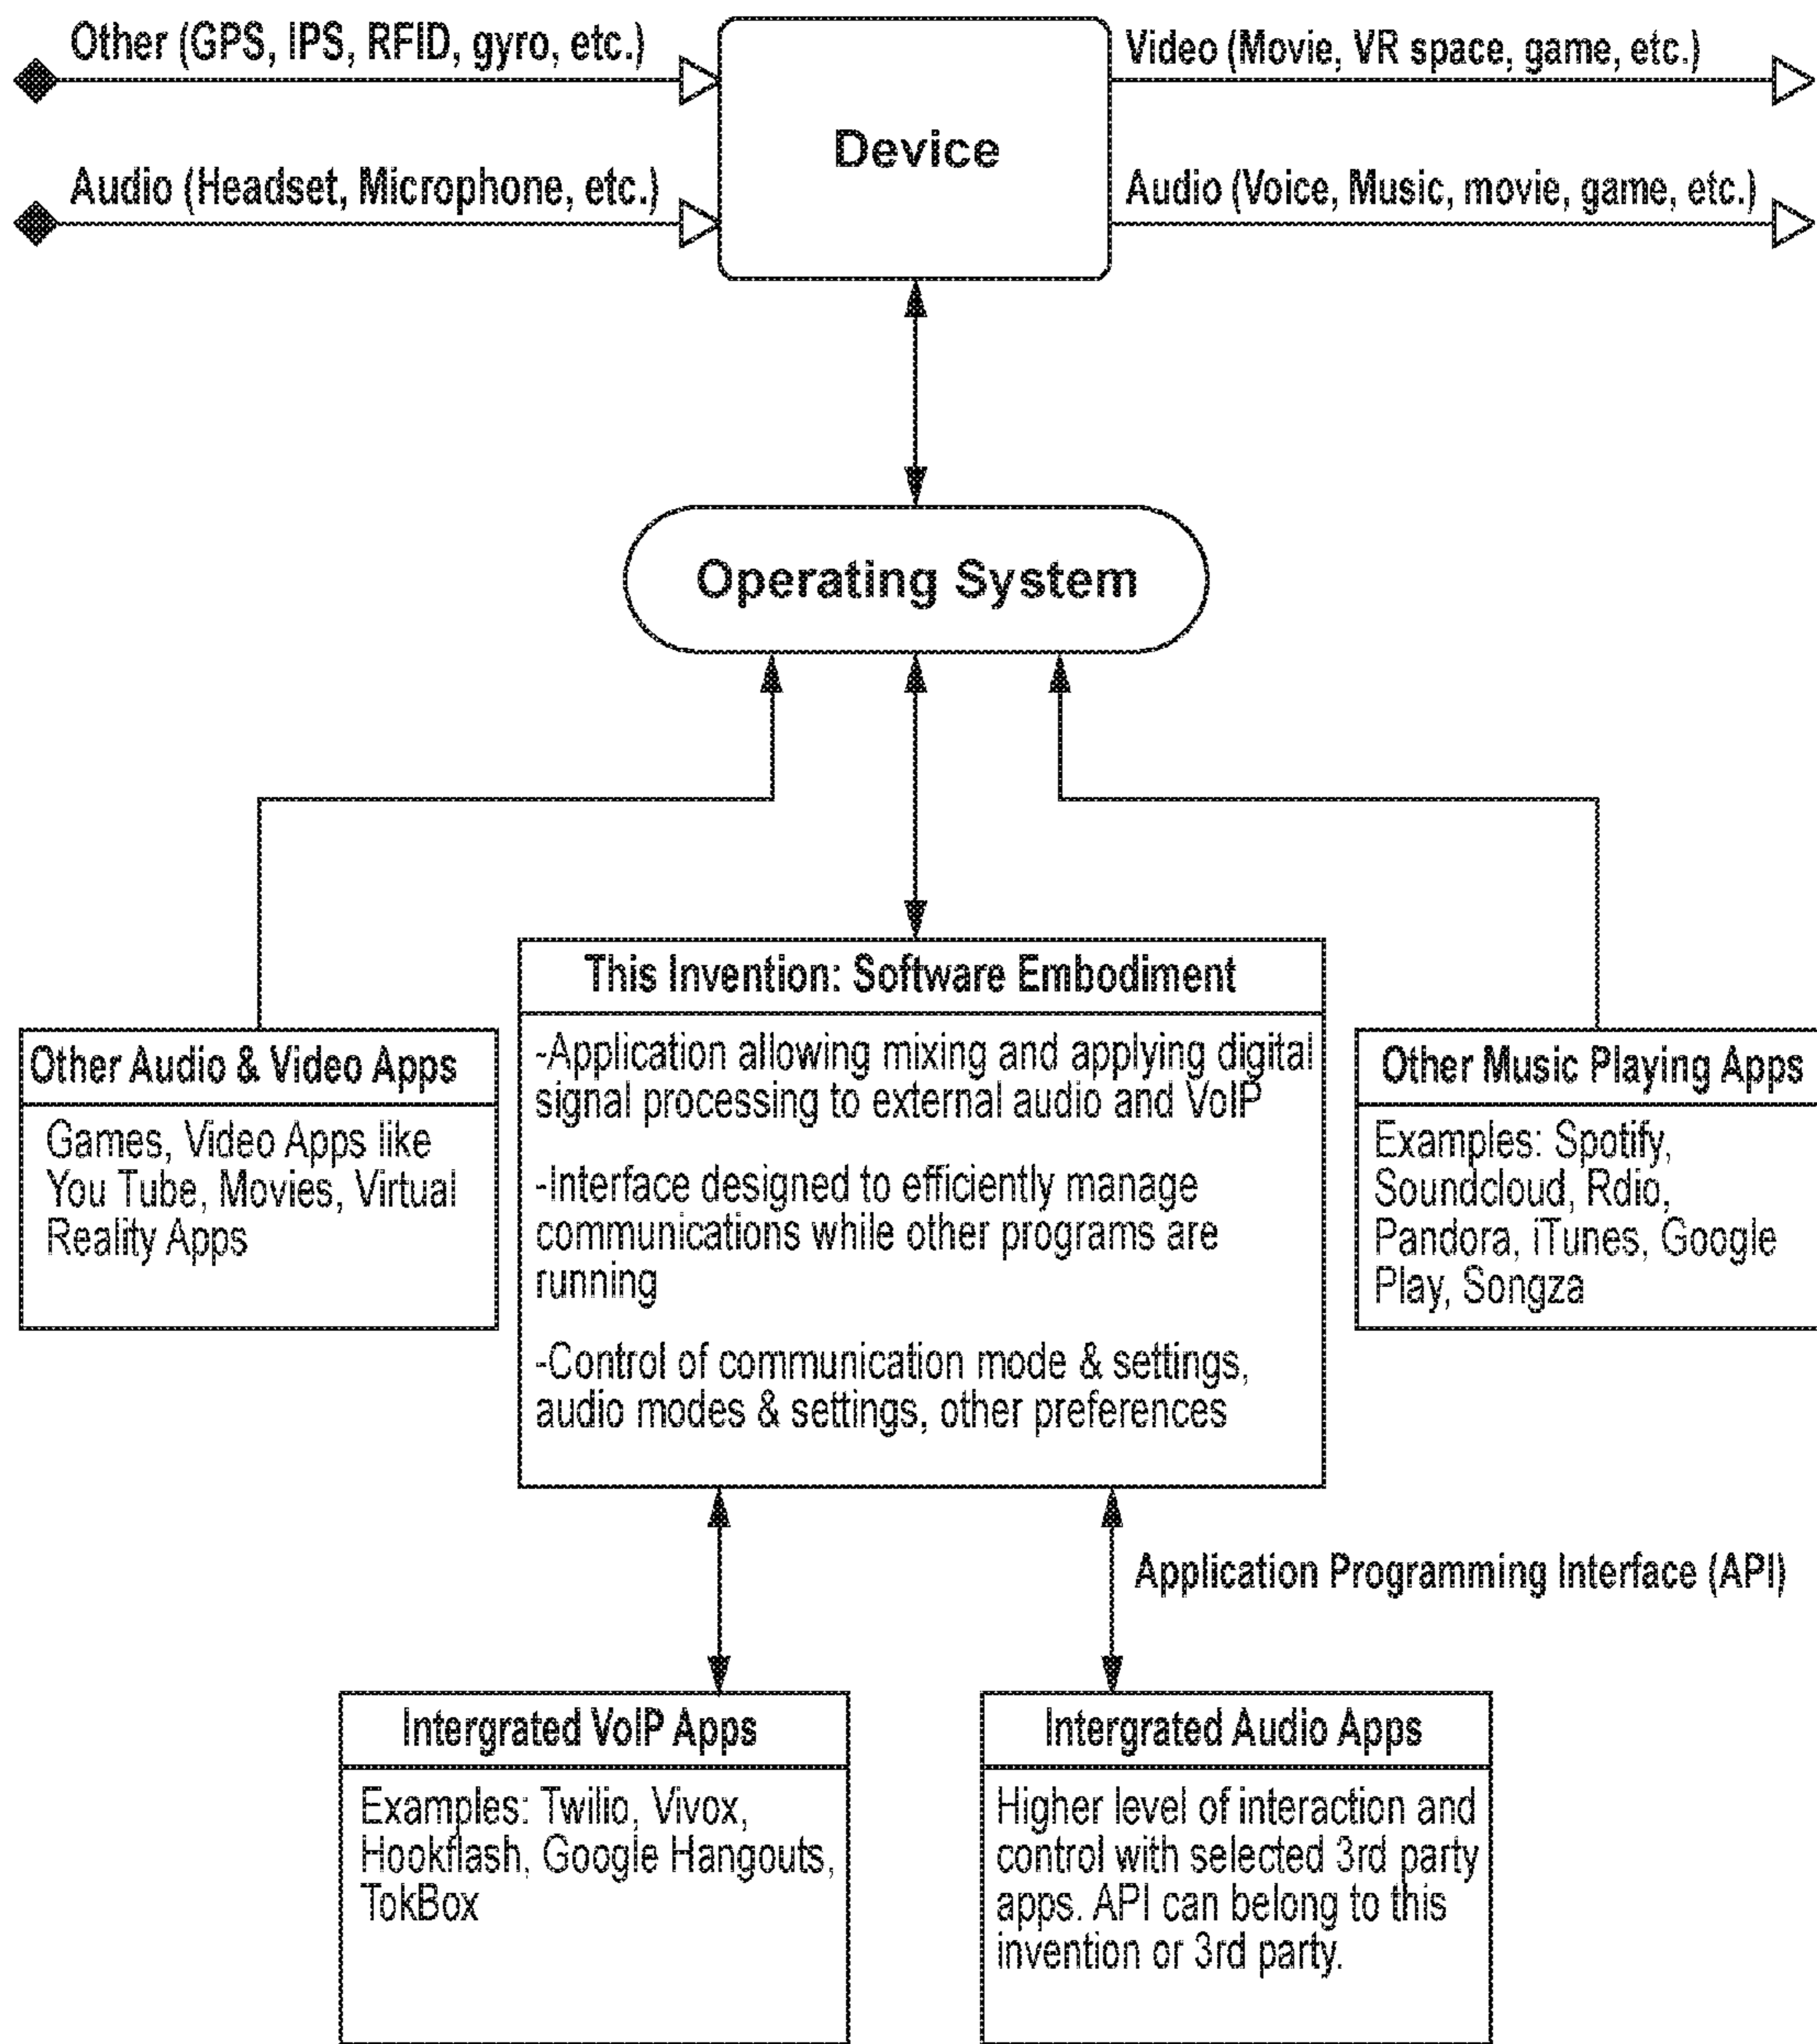 Other (GPS, IPS, RFID, gyro, etc.)
Video (Movie, VR space, game, etc.)
Device
Audio (Headset, Microphone, etc.)
Audio (Voice, Music, movie, game, etc.)
Operating System
This Invention: Software Embodiment
-Application allowing mixing and applying digital
signal processing to external audio and VoIP
-Interface designed to efficiently manage
communications while other programs are
running
-Control of communication mode & settings,
audio modes & settings, other preferences
Other Audio & Video Apps
Games, Video Apps like
You Tube, Movies, Virtual
Reality Apps
Other Music Playing Apps
Examples: Spotify,
Soundcloud, Rdio,
Pandora, iTunes, Google
Play, Songza
Application Programming Interface (API)
Intergrated VoIP Apps
Examples: Twilio, Vivox,
Hookflash, Google Hangouts,
TokBox
Intergrated Audio Apps
Higher level of interaction and
control with selected 3rd party
apps. API can belong to this
invention or 3rd party.